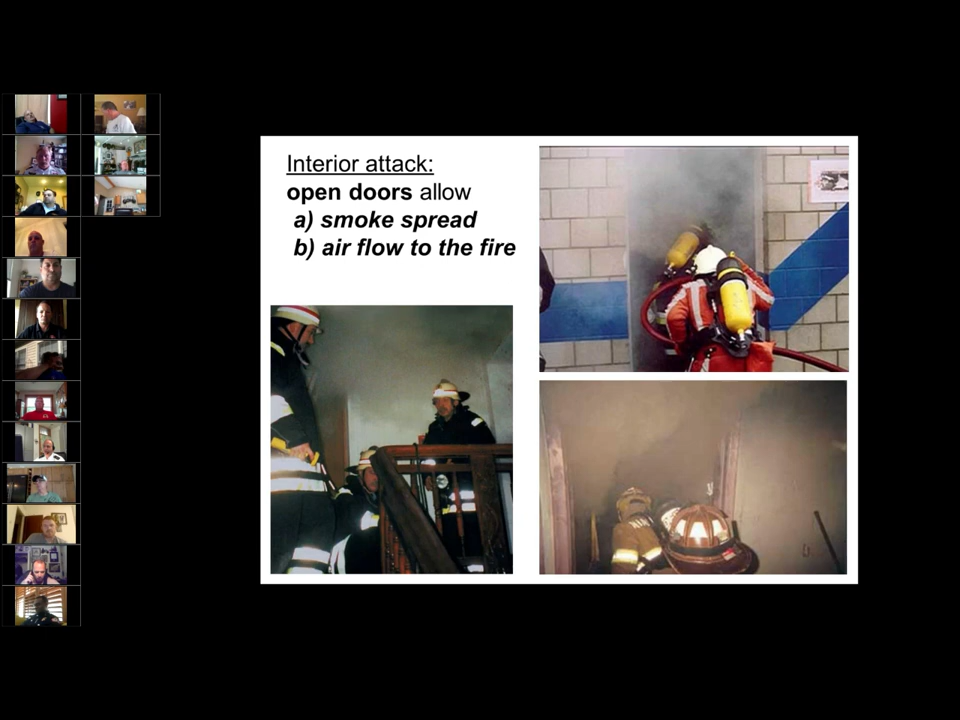 Interior attack:
open doors allow
a) smoke spread
b) air flow to the fire